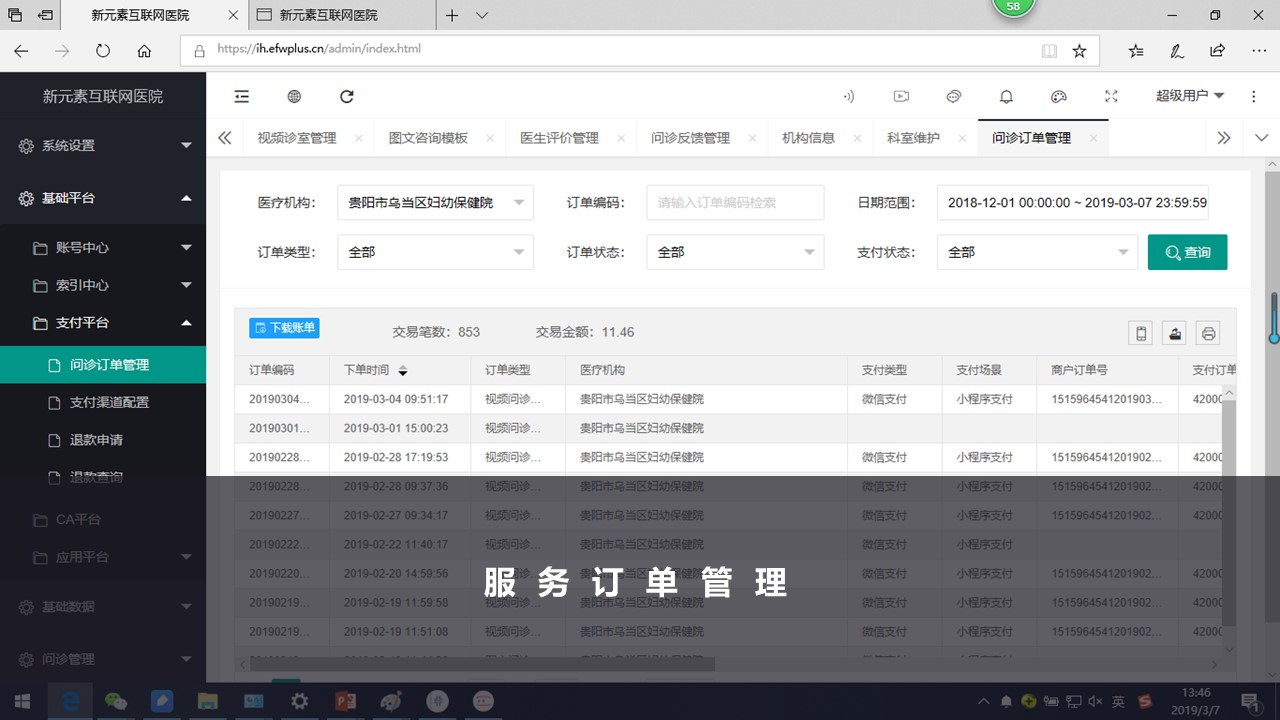 新元素互联网医院
新元素互联网医院
58
https://ih.efwplus.cn/admin/index.html
新元素互联网医院
超级用户
系统设置
基础平台
账号中心
索引中心
支付平台
问诊订单管理
支付渠道配置
退款申请
退款查询
CA平台
应用平台
基础数据
问诊管理
视频诊室管理 图文咨询模板 医生评价管理 问诊反馈管理 机构信息 科室维护 问诊订单管理
医疗机构: 贵阳市乌当区妇幼保健院 订单编码: 请输入订单编码检索 日期范围: 2018-12-01 00:00:00 ~ 2019-03-07 23:59:59
订单类型: 全部 订单状态: 全部 支付状态: 全部 查询
下载账单 交易笔数: 853 交易金额: 11.46
订单编码 下单时间 订单类型 医疗机构 支付类型 支付场景 商户订单号 支付订单
20190304... 2019-03-04 09:51:17 视频问诊... 贵阳市乌当区妇幼保健院 微信支付 小程序支付 1515964541201903... 42000
20190301... 2019-03-01 15:00:23 视频问诊... 贵阳市乌当区妇幼保健院
20190228... 2019-02-28 17:19:53 视频问诊... 贵阳市乌当区妇幼保健院 微信支付 小程序支付 1515964541201902... 42000
20190228... 2019-02-28 09:37:36 视频问诊... 贵阳市乌当区妇幼保健院 微信支付 小程序支付 1515964541201902... 42000
20190227... 2019-02-27 09:34:17 视频问诊... 贵阳市乌当区妇幼保健院 微信支付 小程序支付 1515964541201902... 42000
20190222... 2019-02-22 11:40:17 视频问诊... 贵阳市乌当区妇幼保健院 微信支付 小程序支付
20190220... 2019-02-20 14:59:56 视频问诊... 贵阳市乌当区妇幼保健院 微信支付 小程序支付 1515964541201902... 42000
20190219... 2019-02-19 11:59:58 视频问诊... 贵阳市乌当区妇幼保健院 微信支付 小程序支付 1515964541201902... 42000
20190219... 2019-02-19 11:51:08 视频问诊... 贵阳市乌当区妇幼保健院 微信支付 小程序支付 1515964541201902... 42000
服务订单管理
英
13:46
2019/3/7
1